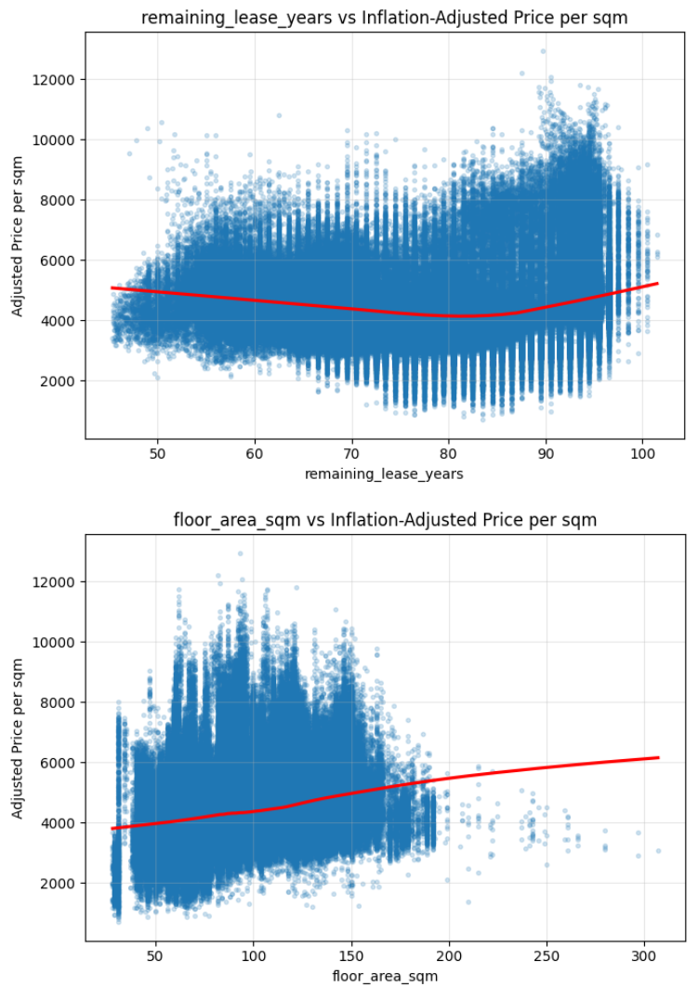 remaining_lease_years vs Inflation-Adjusted Price per sqm
12000
10000
8000
6000
4000
2000
Adjusted Price per sqm
50 60 70 80 90 100
remaining_lease_years
floor_area_sqm vs Inflation-Adjusted Price per sqm
12000
10000
8000
6000
4000
2000
Adjusted Price per sqm
50 100 150 200 250 300
floor_area_sqm